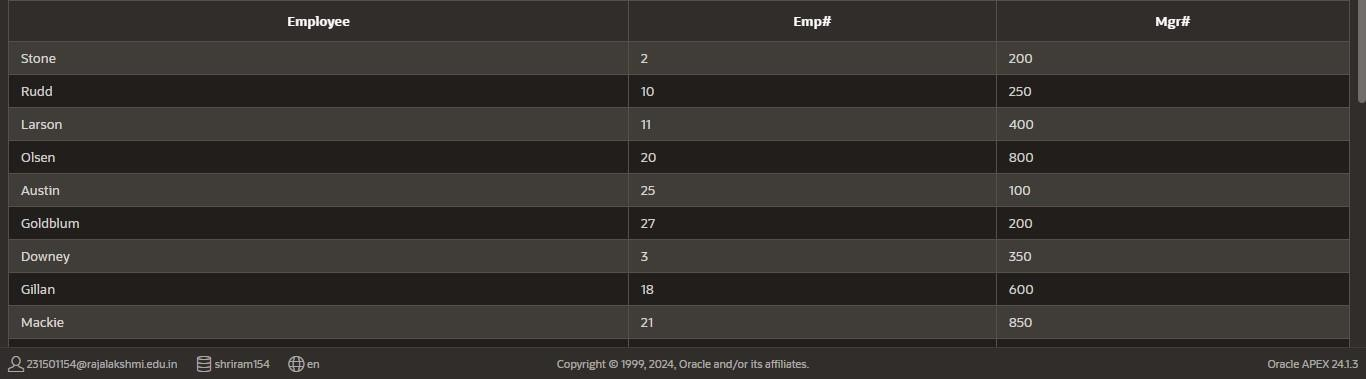 Employee Emp# Mgr#
Stone 2 200
Rudd 10 250
Larson 11 400
Olsen 20 800
Austin 25 100
Goldblum 27 200
Downey 3 350
Gillan 18 600
Mackie 21 850
231501154@rajalakshmi.edu.in shriram154 en Copyright © 1999, 2024, Oracle and/or its affiliates. Oracle APEX 24.1.3